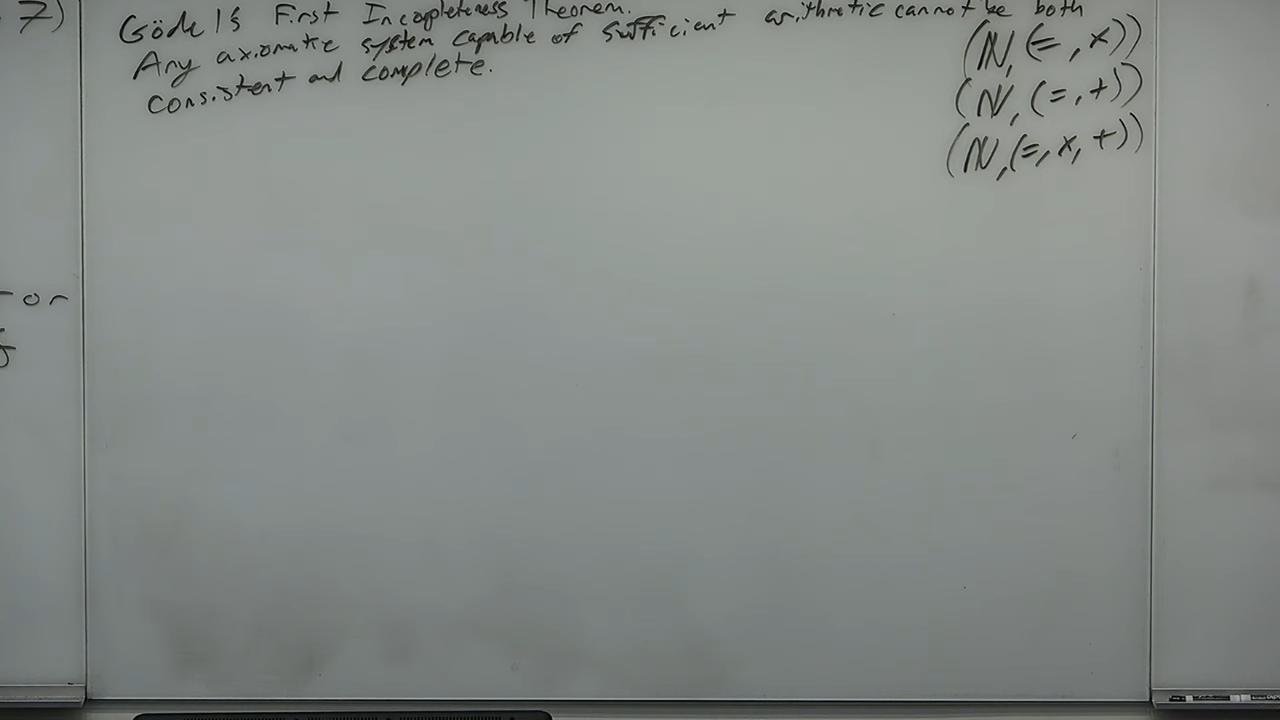 7)
Gödel's First Incompleteness Theorem.
Any axiomatic system capable of sufficient arithmetic cannot be both
consistent and complete.
(ℕ, (=, ×))
(ℕ, (=, +))
(ℕ, (=, ×, +))
or